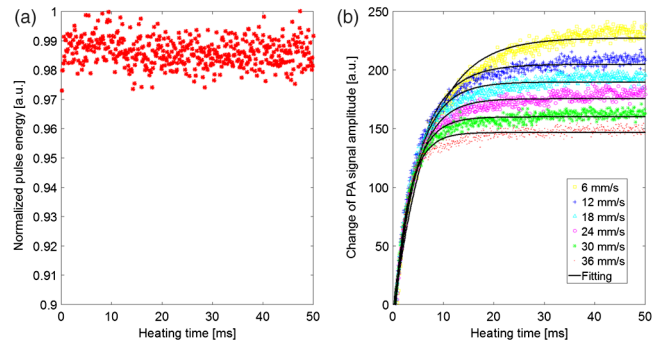 (a)
1
0.99
0.98
0.97
0.96
0.95
0.94
0.93
0.92
0.91
0.9
Normalized pulse energy [a.u.]
0 10 20 30 40 50
Heating time [ms]
(b)
250
200
150
100
50
0
Change of PA signal amplitude [a.u.]
6 mm/s
12 mm/s
18 mm/s
24 mm/s
30 mm/s
36 mm/s
Fitting
0 10 20 30 40 50
Heating time [ms]